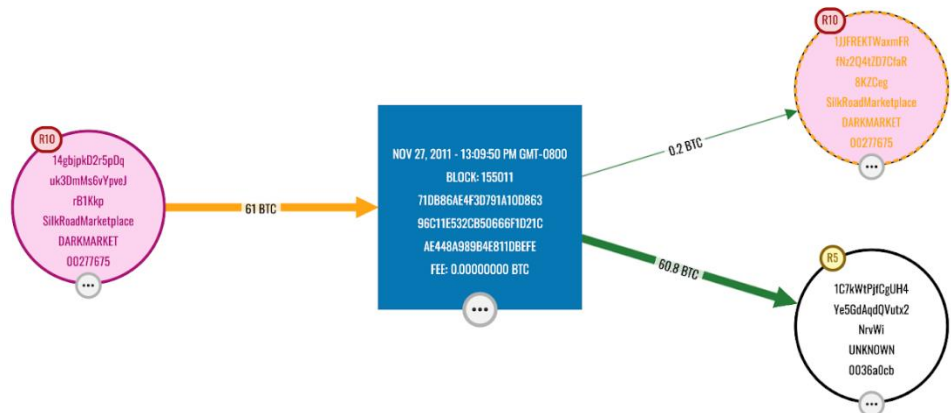 R10
14gbjpkD2r5pDq
uk3DmMs6vYpveJ
rB1Kkp
SilkRoadMarketplace
DARKMARKET
00277675
61 BTC
NOV 27, 2011 - 13:09:50 PM GMT-0800
BLOCK: 155011
71DB86AE4F3D791A10D863
96C11E532CB50666F1D21C
AE448A989B4E811DBEFE
FEE: 0.00000000 BTC
0.2 BTC
60.8 BTC
R10
1JJFREKTWaxmFR
fNz2Q4tZD7CfaR
8KZCng
SilkRoadMarketplace
DARKMARKET
00277675
R5
1C7kWtPjfCgUH4
Ye5GdAqdQVutx2
NrvWi
UNKNOWN
0036a0cb